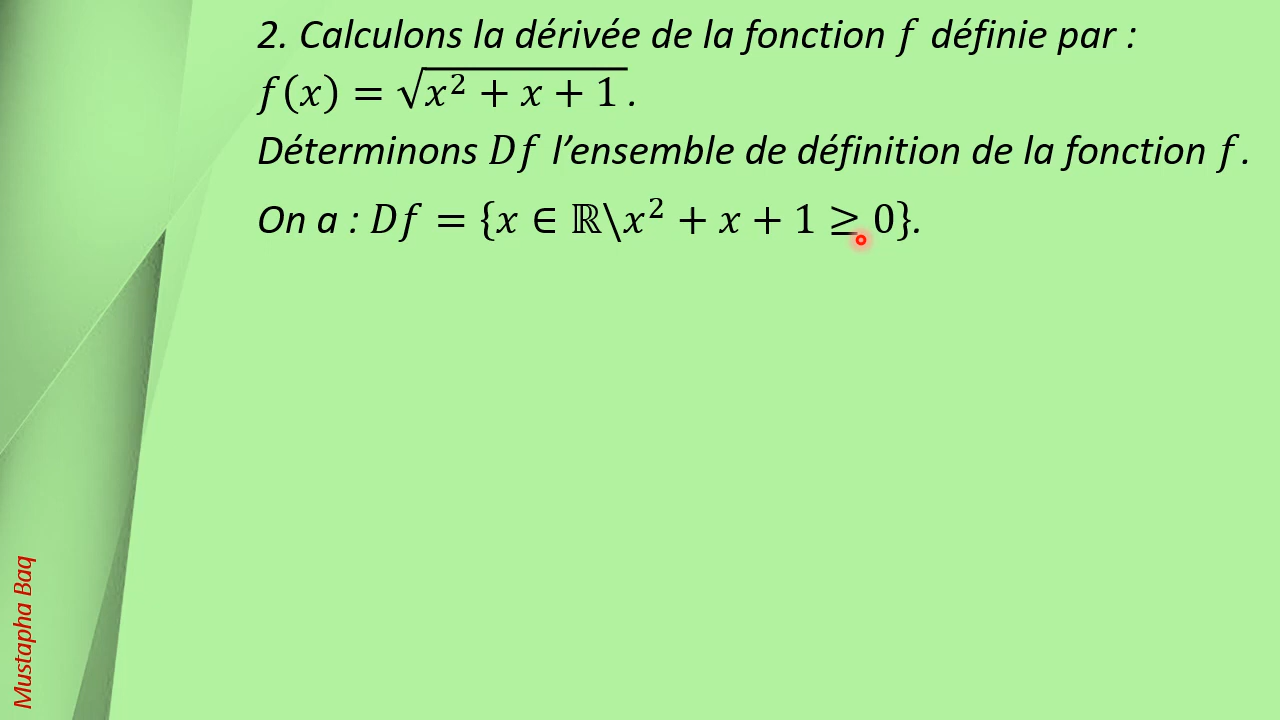 2. Calculons la dérivée de la fonction f définie par :
f(x) = √(x² + x + 1).
Déterminons Df l’ensemble de définition de la fonction f.
On a : Df = {x ∈ ℝ\x² + x + 1 ≥ 0}.
Mustapha Baq